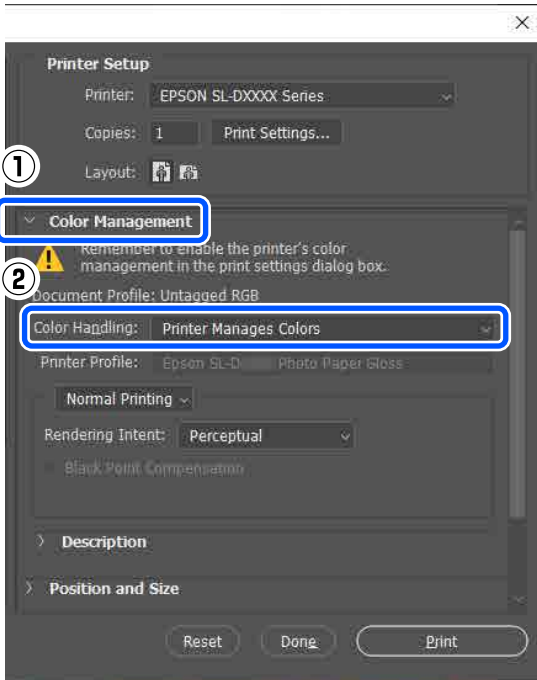 Printer Setup
Printer: EPSON SL-DXXXX Series
Copies: 1 Print Settings...
①
Layout:
Color Management
Remember to enable the printer's color
management in the print settings dialog box.
②
Document Profile: Untagged RGB
Color Handling: Printer Manages Colors
Printer Profile: Epson SL-D Photo Paper Gloss
Normal Printing
Rendering Intent: Perceptual
Black Point Compensation
Description
Position and Size
Reset Done Print